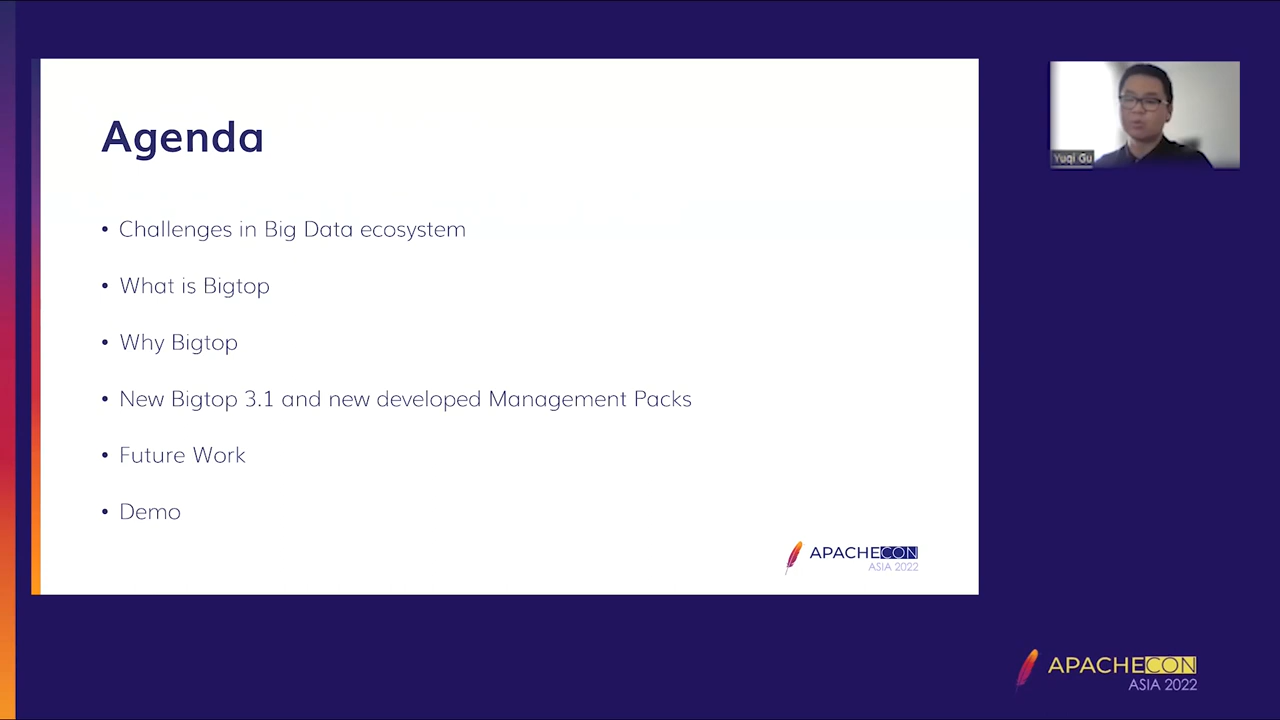 Agenda
• Challenges in Big Data ecosystem
• What is Bigtop
• Why Bigtop
• New Bigtop 3.1 and new developed Management Packs
• Future Work
• Demo
APACHECON
ASIA 2022
Yuqi Gu
APACHECON
ASIA 2022